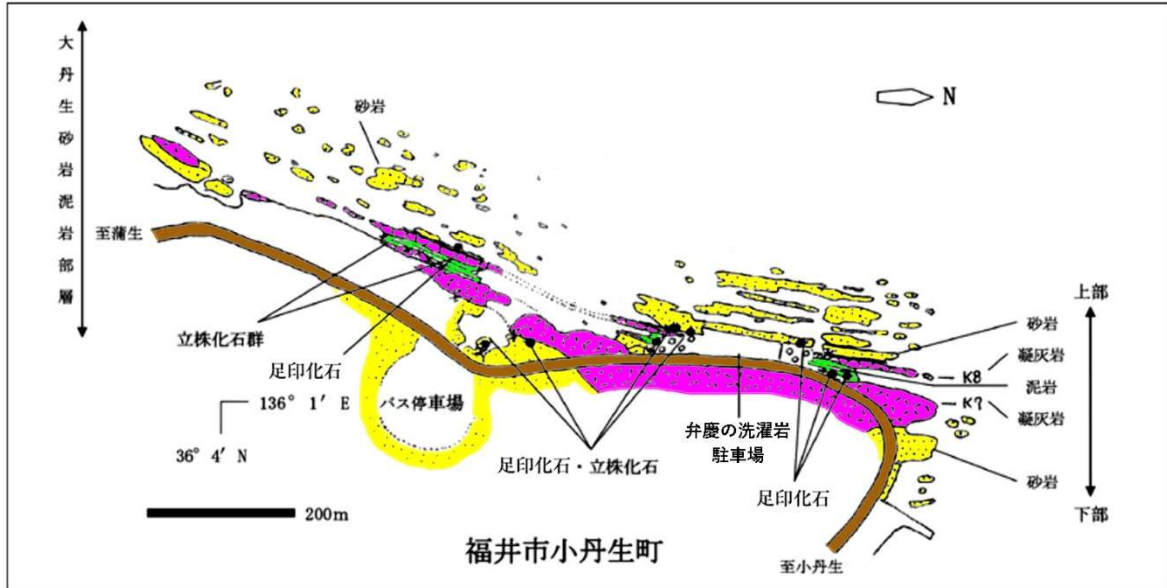 大丹生砂岩泥岩部層
砂岩
N
至蒲生
立株化石群
足印化石
136° 1′ E
36° 4′ N
バス停車場
足印化石・立株化石
弁慶の洗濯岩
駐車場
足印化石
上部
砂岩
凝灰岩
K8
泥岩
K7
凝灰岩
砂岩
下部
200m
福井市小丹生町
至小丹生